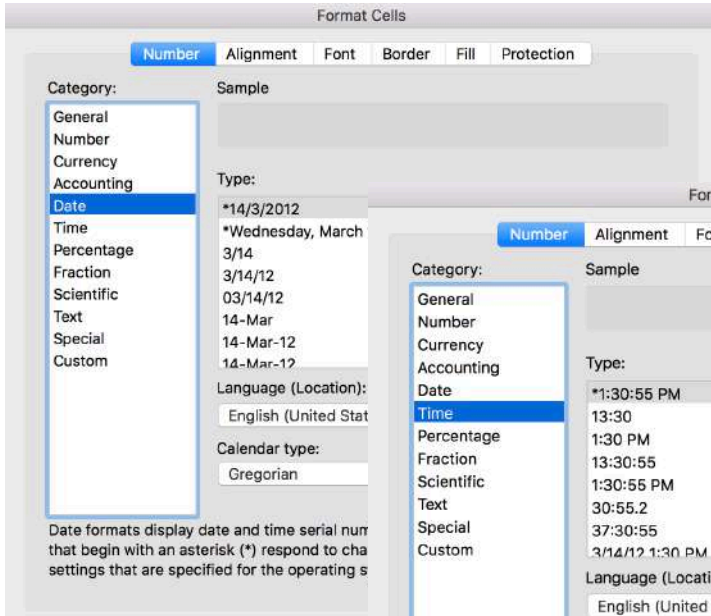 Format Cells
Number Alignment Font Border Fill Protection
Category:
General
Number
Currency
Accounting
Date
Time
Percentage
Fraction
Scientific
Text
Special
Custom
Sample
Type:
*14/3/2012
*Wednesday, March
3/14
3/14/12
03/14/12
14-Mar
14-Mar-12
14-Mar-12
Language (Location):
English (United Stat
Calendar type:
Gregorian
Date formats display date and time serial num
that begin with an asterisk (*) respond to cha
settings that are specified for the operating s
For
Number Alignment Fo
Category:
General
Number
Currency
Accounting
Date
Time
Percentage
Fraction
Scientific
Text
Special
Custom
Sample
Type:
*1:30:55 PM
13:30
1:30 PM
13:30:55
1:30:55 PM
30:55.2
37:30:55
3/14/12 1:30 PM
Language (Locati
English (United